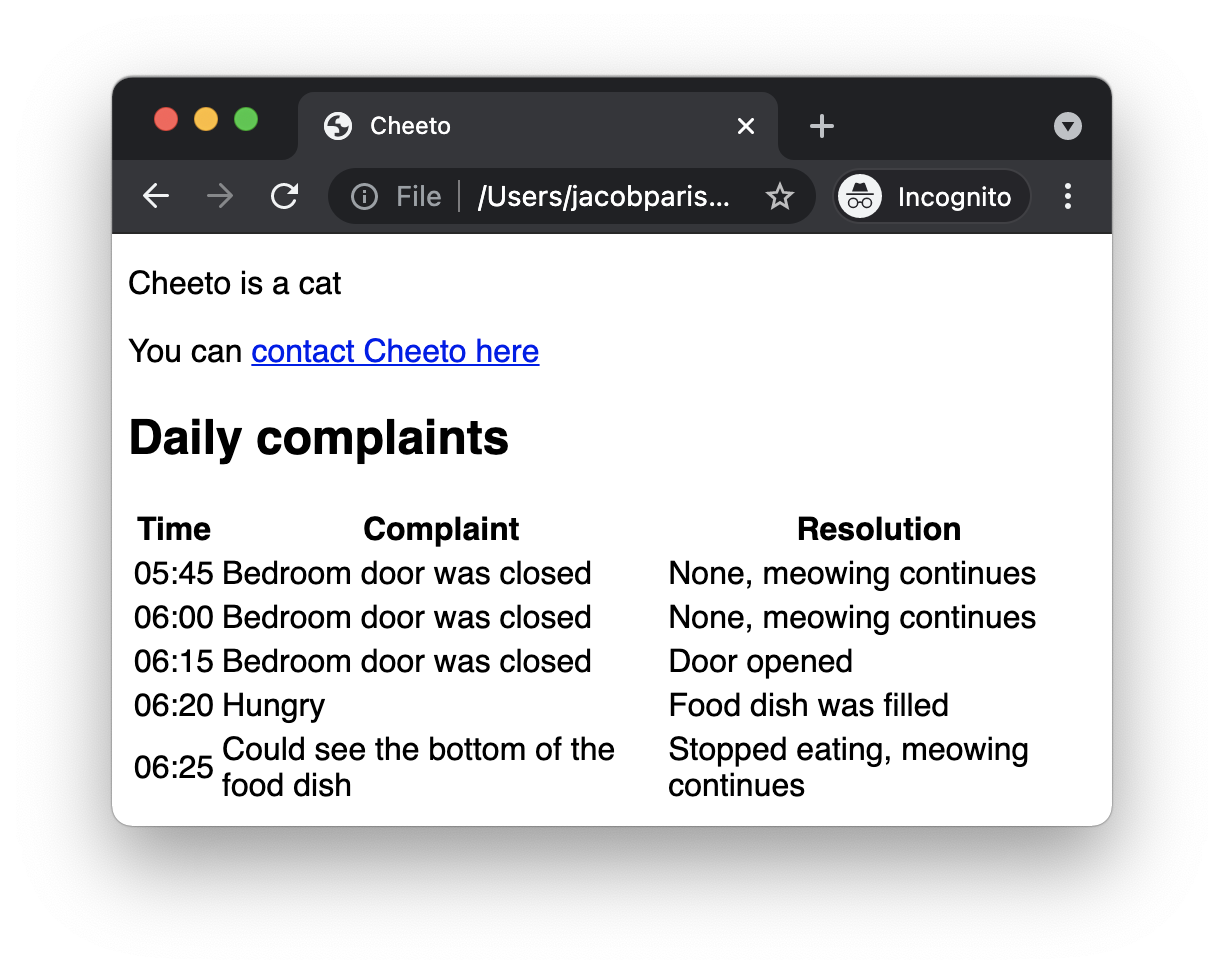 Cheeto
File /Users/jacobparis... Incognito
Cheeto is a cat
You can contact Cheeto here
Daily complaints
Time Complaint Resolution
05:45 Bedroom door was closed None, meowing continues
06:00 Bedroom door was closed None, meowing continues
06:15 Bedroom door was closed Door opened
06:20 Hungry Food dish was filled
06:25 Could see the bottom of the food dish Stopped eating, meowing continues